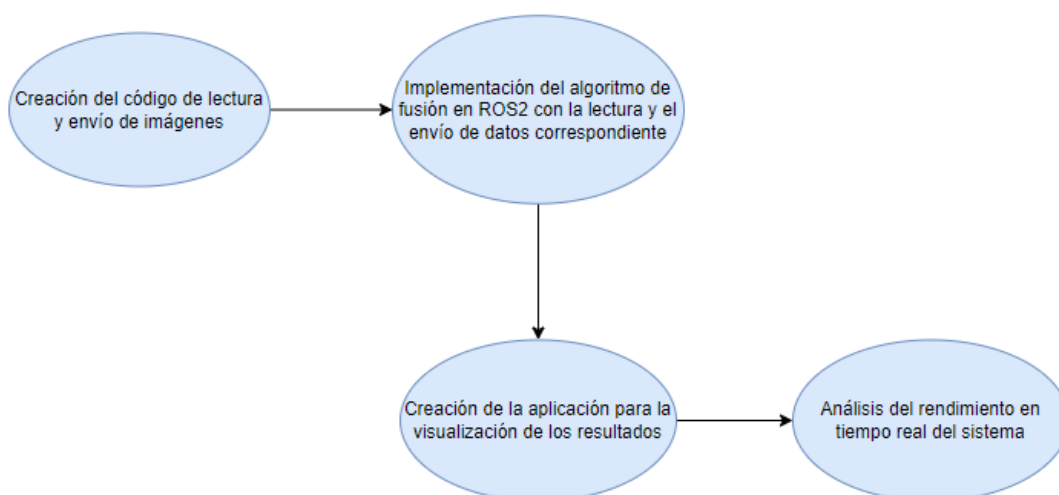 Creación del código de lectura
y envío de imágenes
Implementación del algoritmo de
fusión en ROS2 con la lectura y el
envío de datos correspondiente
Creación de la aplicación para la
visualización de los resultados
Análisis del rendimiento en
tiempo real del sistema